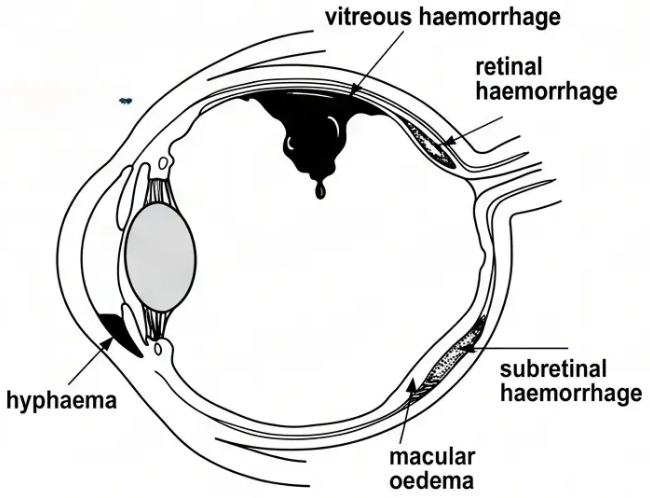 vitreous haemorrhage
retinal
haemorrhage
hyphaema
subretinal
haemorrhage
macular
oedema